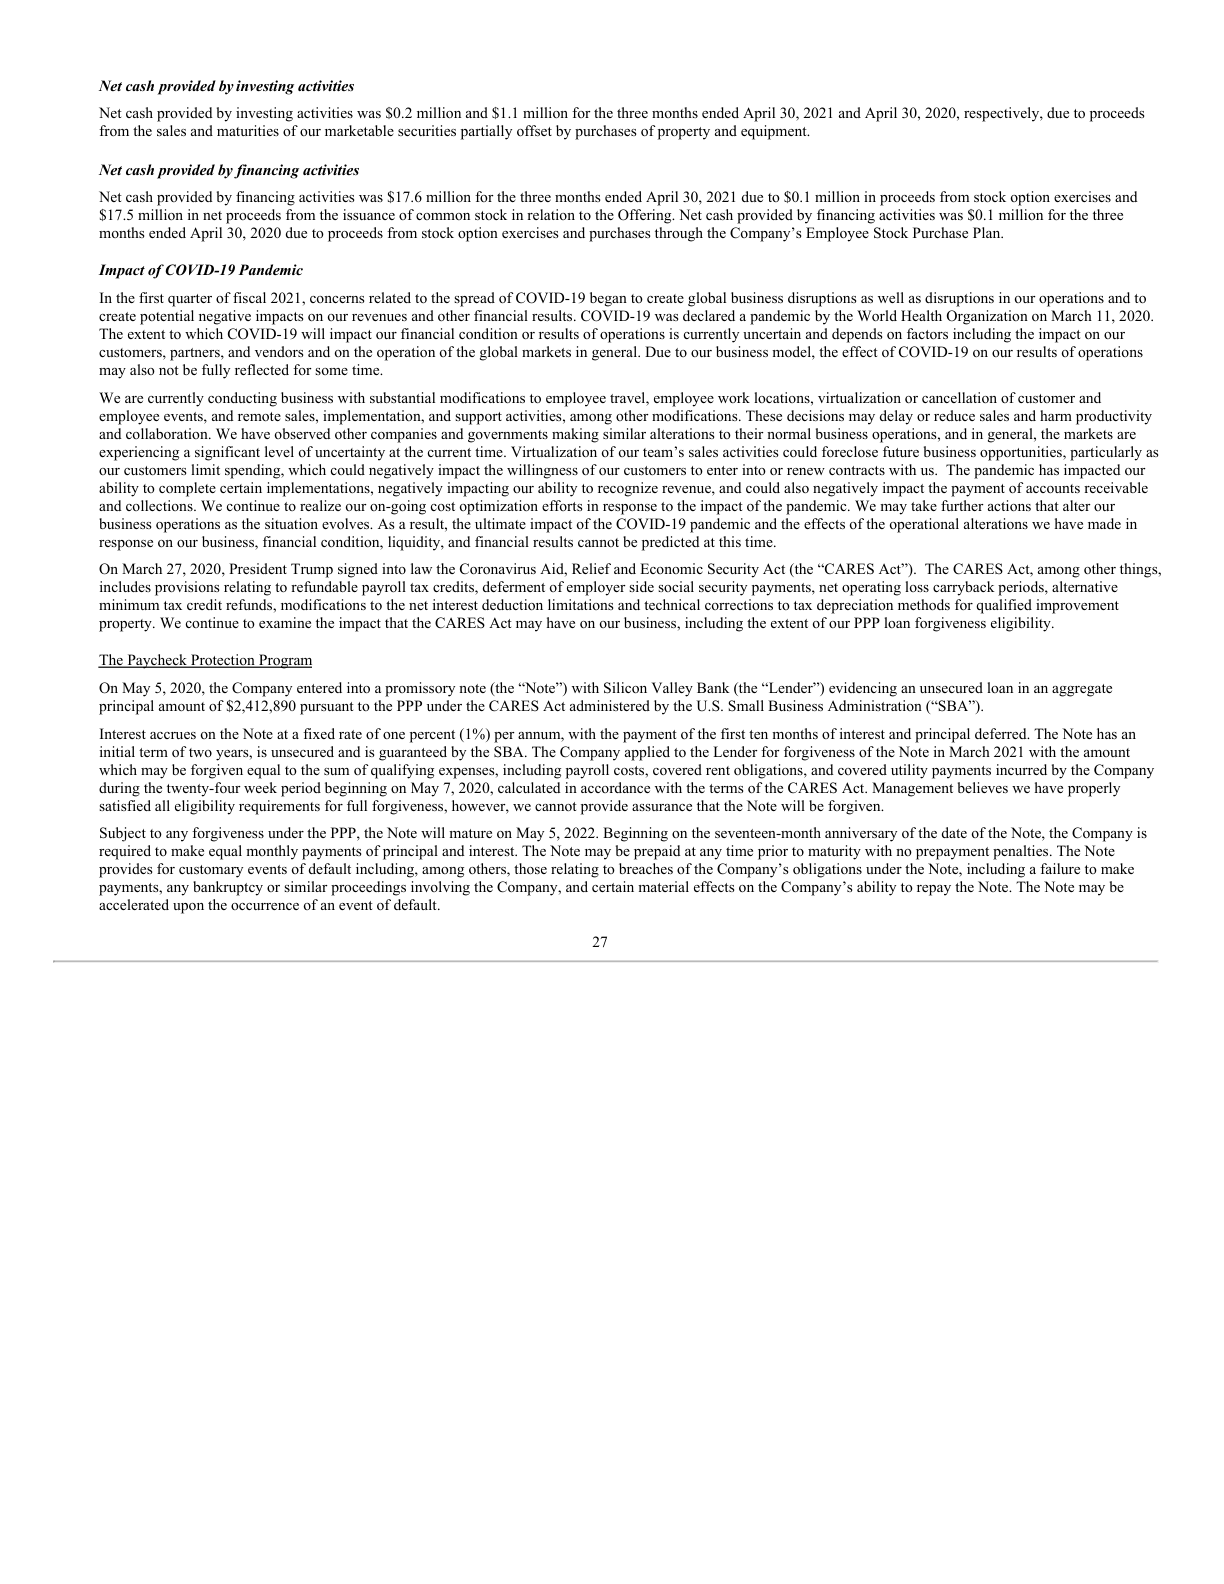 Net cash provided by investing activities
Net cash provided by investing activities was $0.2 million and $1.1 million for the three months ended April 30, 2021 and April 30, 2020, respectively, due to proceeds
from the sales and maturities of our marketable securities partially offset by purchases of property and equipment.
Net cash provided by financing activities
Net cash provided by financing activities was $17.6 million for the three months ended April 30, 2021 due to $0.1 million in proceeds from stock option exercises and
$17.5 million in net proceeds from the issuance of common stock in relation to the Offering. Net cash provided by financing activities was $0.1 million for the three
months ended April 30, 2020 due to proceeds from stock option exercises and purchases through the Company’s Employee Stock Purchase Plan.
Impact of COVID-19 Pandemic
In the first quarter of fiscal 2021, concerns related to the spread of COVID-19 began to create global business disruptions as well as disruptions in our operations and to
create potential negative impacts on our revenues and other financial results. COVID-19 was declared a pandemic by the World Health Organization on March 11, 2020.
The extent to which COVID-19 will impact our financial condition or results of operations is currently uncertain and depends on factors including the impact on our
customers, partners, and vendors and on the operation of the global markets in general. Due to our business model, the effect of COVID-19 on our results of operations
may also not be fully reflected for some time.
We are currently conducting business with substantial modifications to employee travel, employee work locations, virtualization or cancellation of customer and
employee events, and remote sales, implementation, and support activities, among other modifications. These decisions may delay or reduce sales and harm productivity
and collaboration. We have observed other companies and governments making similar alterations to their normal business operations, and in general, the markets are
experiencing a significant level of uncertainty at the current time. Virtualization of our team’s sales activities could foreclose future business opportunities, particularly as
our customers limit spending, which could negatively impact the willingness of our customers to enter into or renew contracts with us.  The pandemic has impacted our
ability to complete certain implementations, negatively impacting our ability to recognize revenue, and could also negatively impact the payment of accounts receivable
and collections. We continue to realize our on-going cost optimization efforts in response to the impact of the pandemic. We may take further actions that alter our
business operations as the situation evolves. As a result, the ultimate impact of the COVID-19 pandemic and the effects of the operational alterations we have made in
response on our business, financial condition, liquidity, and financial results cannot be predicted at this time.
On March 27, 2020, President Trump signed into law the Coronavirus Aid, Relief and Economic Security Act (the “CARES Act”).  The CARES Act, among other things,
includes provisions relating to refundable payroll tax credits, deferment of employer side social security payments, net operating loss carryback periods, alternative
minimum tax credit refunds, modifications to the net interest deduction limitations and technical corrections to tax depreciation methods for qualified improvement
property. We continue to examine the impact that the CARES Act may have on our business, including the extent of our PPP loan forgiveness eligibility.
The Paycheck Protection Program
On May 5, 2020, the Company entered into a promissory note (the “Note”) with Silicon Valley Bank (the “Lender”) evidencing an unsecured loan in an aggregate
principal amount of $2,412,890 pursuant to the PPP under the CARES Act administered by the U.S. Small Business Administration (“SBA”).
Interest accrues on the Note at a fixed rate of one percent (1%) per annum, with the payment of the first ten months of interest and principal deferred. The Note has an
initial term of two years, is unsecured and is guaranteed by the SBA. The Company applied to the Lender for forgiveness of the Note in March 2021 with the amount
which may be forgiven equal to the sum of qualifying expenses, including payroll costs, covered rent obligations, and covered utility payments incurred by the Company
during the twenty-four week period beginning on May 7, 2020, calculated in accordance with the terms of the CARES Act. Management believes we have properly
satisfied all eligibility requirements for full forgiveness, however, we cannot provide assurance that the Note will be forgiven.
Subject to any forgiveness under the PPP, the Note will mature on May 5, 2022. Beginning on the seventeen-month anniversary of the date of the Note, the Company is
required to make equal monthly payments of principal and interest. The Note may be prepaid at any time prior to maturity with no prepayment penalties. The Note
provides for customary events of default including, among others, those relating to breaches of the Company’s obligations under the Note, including a failure to make
payments, any bankruptcy or similar proceedings involving the Company, and certain material effects on the Company’s ability to repay the Note. The Note may be
accelerated upon the occurrence of an event of default.
27